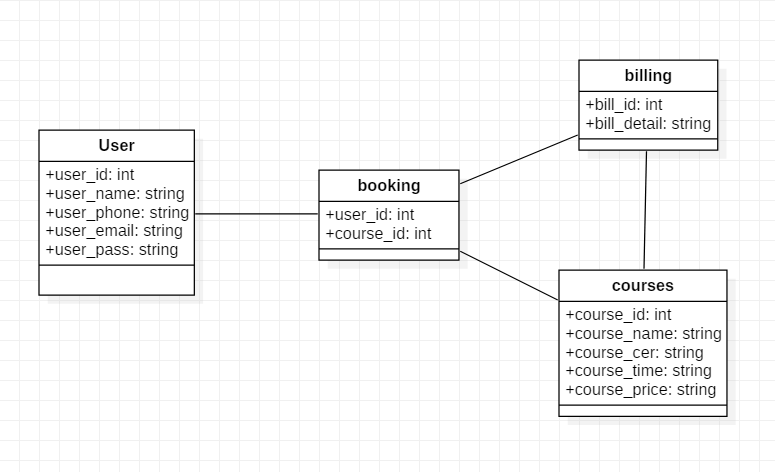 User
+user_id: int
+user_name: string
+user_phone: string
+user_email: string
+user_pass: string
booking
+user_id: int
+course_id: int
billing
+bill_id: int
+bill_detail: string
courses
+course_id: int
+course_name: string
+course_cer: string
+course_time: string
+course_price: string